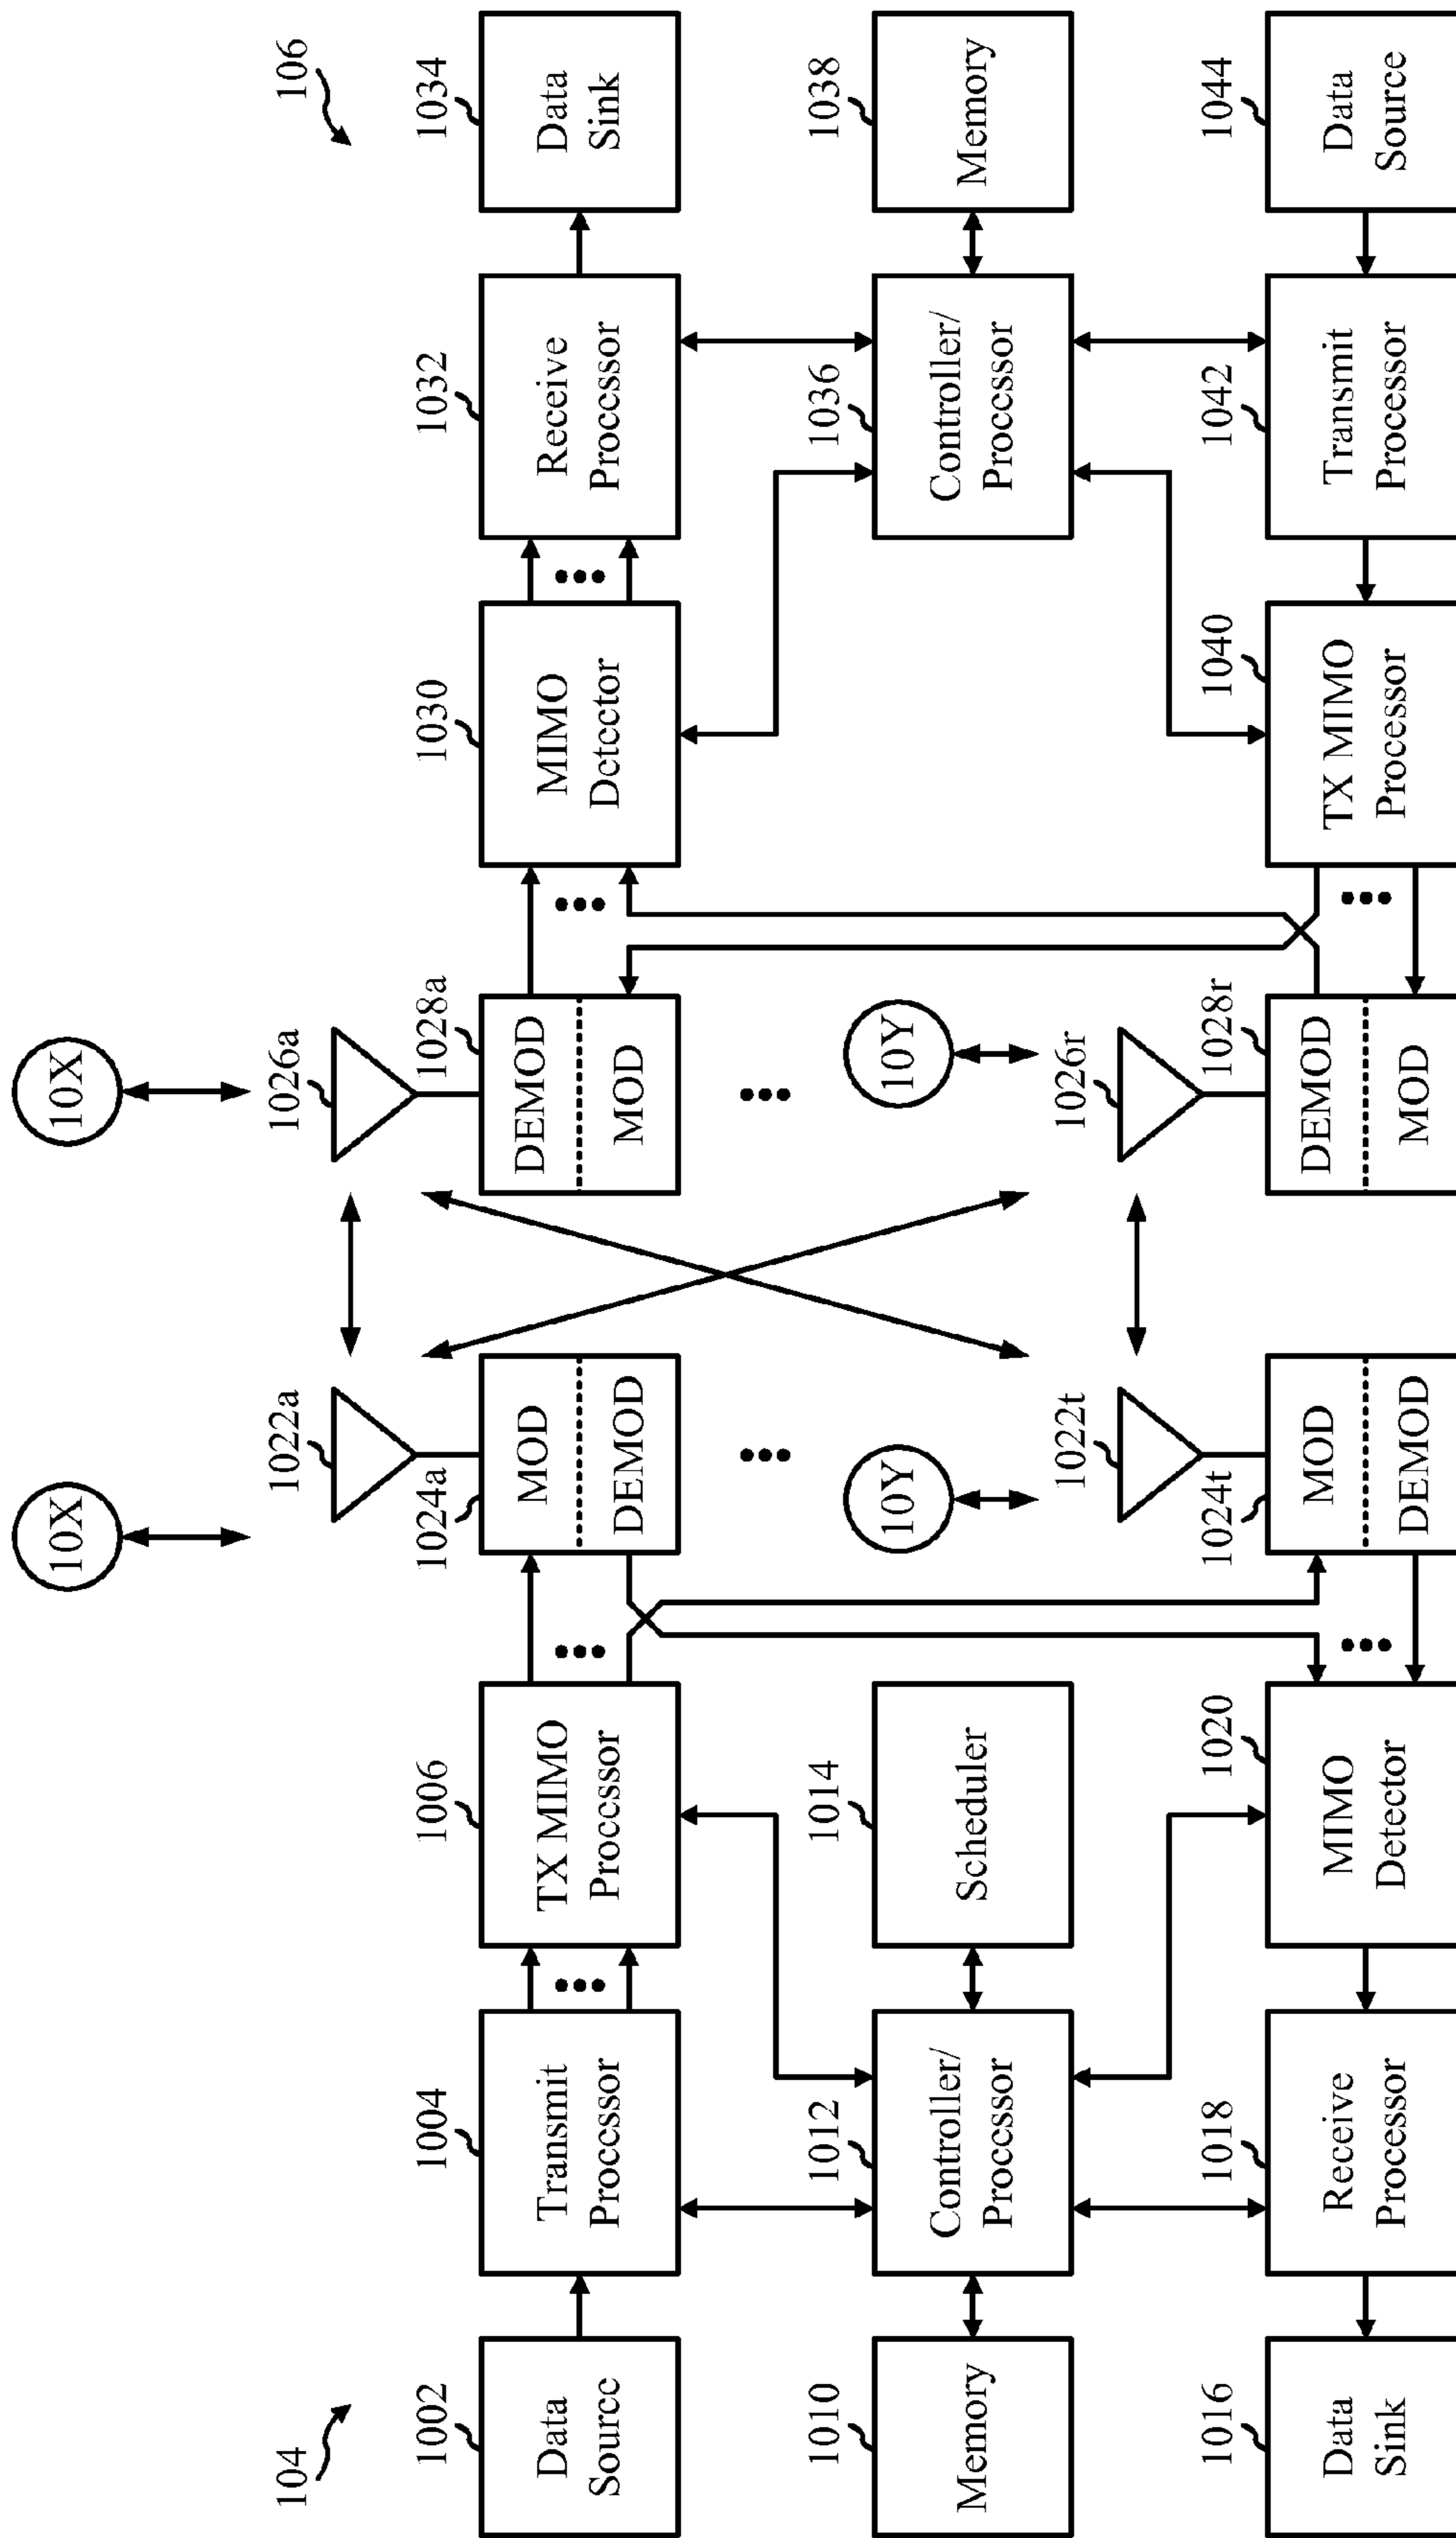 10X
10X
104
106
1022a
1026a
1002
1004
1006
1024a
1028a
1030
1032
1034
Data
Source
Transmit
Processor
TX MIMO
Processor
MOD
DEMOD
DEMOD
MOD
MIMO
Detector
Receive
Processor
Data
Sink
1010
1012
1014
10Y
10Y
1036
1038
Memory
Controller/
Processor
Scheduler
Controller/
Processor
Memory
1022t
1026r
1016
1018
1020
1024t
1028r
1040
1042
1044
Data
Sink
Receive
Processor
MIMO
Detector
MOD
DEMOD
DEMOD
MOD
TX MIMO
Processor
Transmit
Processor
Data
Source